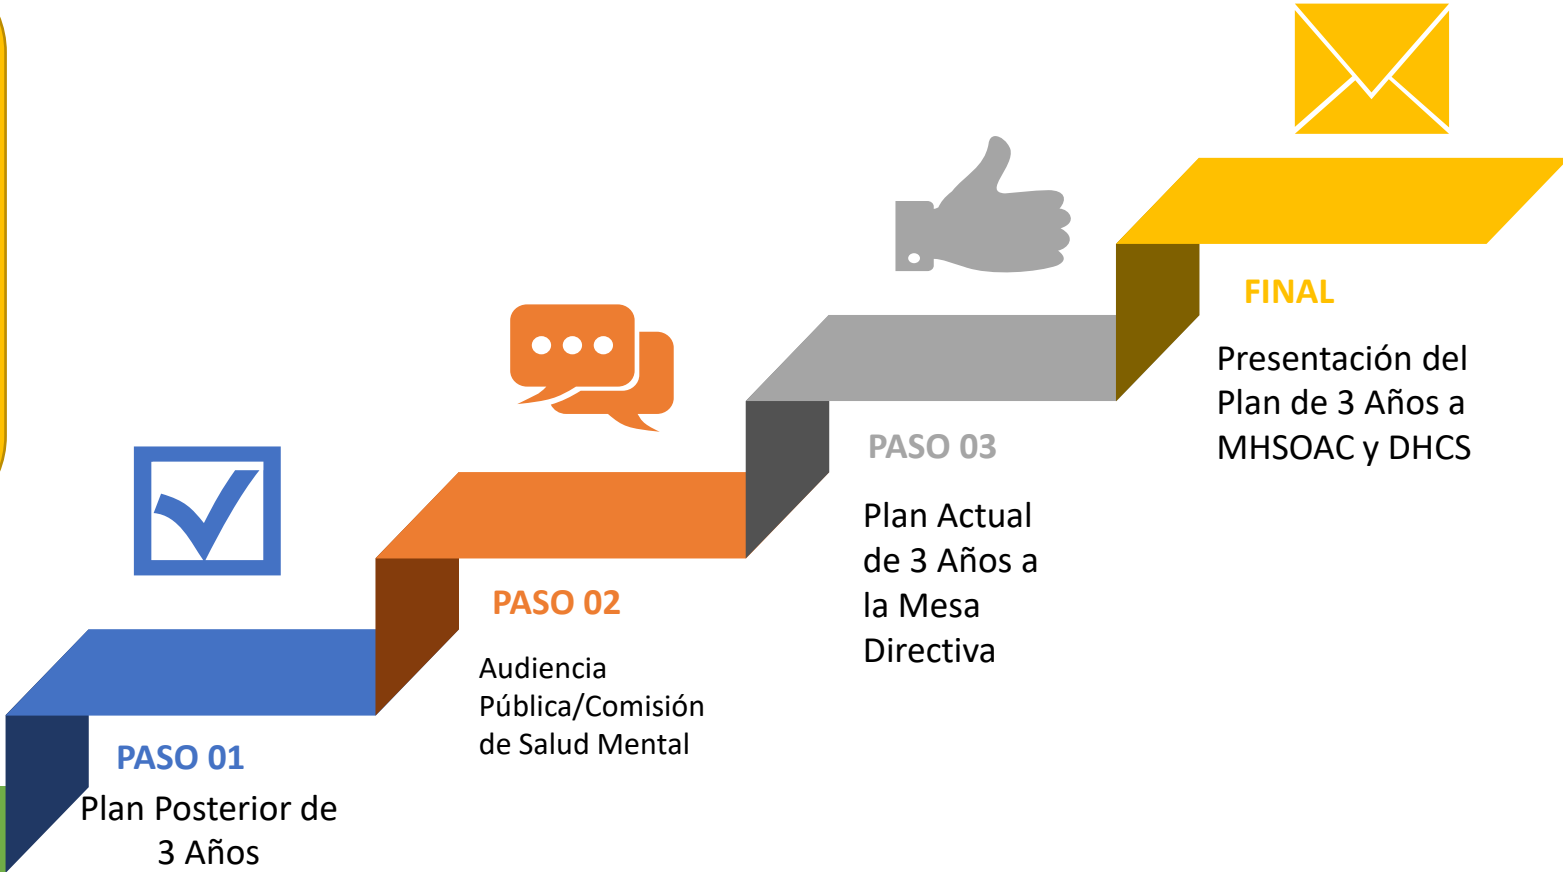 PASO 01
Plan Posterior de
3 Años
PASO 02
Audiencia
Pública/Comisión
de Salud Mental
PASO 03
Plan Actual
de 3 Años a
la Mesa
Directiva
FINAL
Presentación del
Plan de 3 Años a
MHSOAC y DHCS